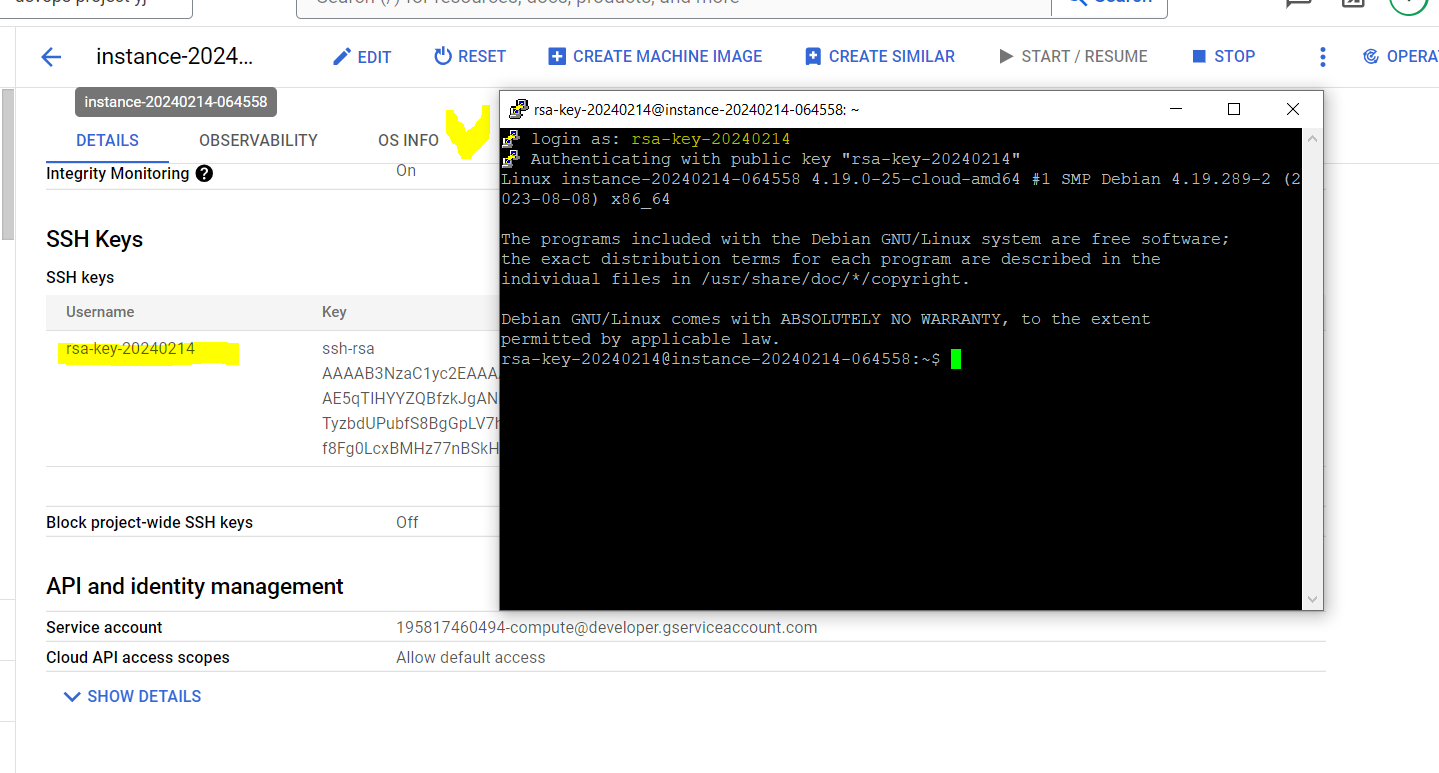 devops project yj
Search (/) for resources, docs, products, and more
Search
instance-2024...
EDIT
RESET
CREATE MACHINE IMAGE
CREATE SIMILAR
START / RESUME
STOP
instance-20240214-064558
DETAILS
OBSERVABILITY
OS INFO
Integrity Monitoring
On
SSH Keys
SSH keys
Username Key
rsa-key-20240214 ssh-rsa
AE5qTIHYYZQBfzkJgAN
TyzbdUPubfS8BgGpLV7
f8Fg0LcxBMHz77nBSkH
Block project-wide SSH keys Off
API and identity management
Service account 195817460494-compute@developer.gserviceaccount.com
Cloud API access scopes Allow default access
SHOW DETAILS
rsa-key-20240214@instance-20240214-064558: ~
login as: rsa-key-20240214
Authenticating with public key "rsa-key-20240214"
Linux instance-20240214-064558 4.19.0-25-cloud-amd64 #1 SMP Debian 4.19.289-2 (2
023-08-08) x86_64
The programs included with the Debian GNU/Linux system are free software;
the exact distribution terms for each program are described in the
individual files in /usr/share/doc/*/copyright.
Debian GNU/Linux comes with ABSOLUTELY NO WARRANTY, to the extent
permitted by applicable law.
rsa-key-20240214@instance-20240214-064558:~$